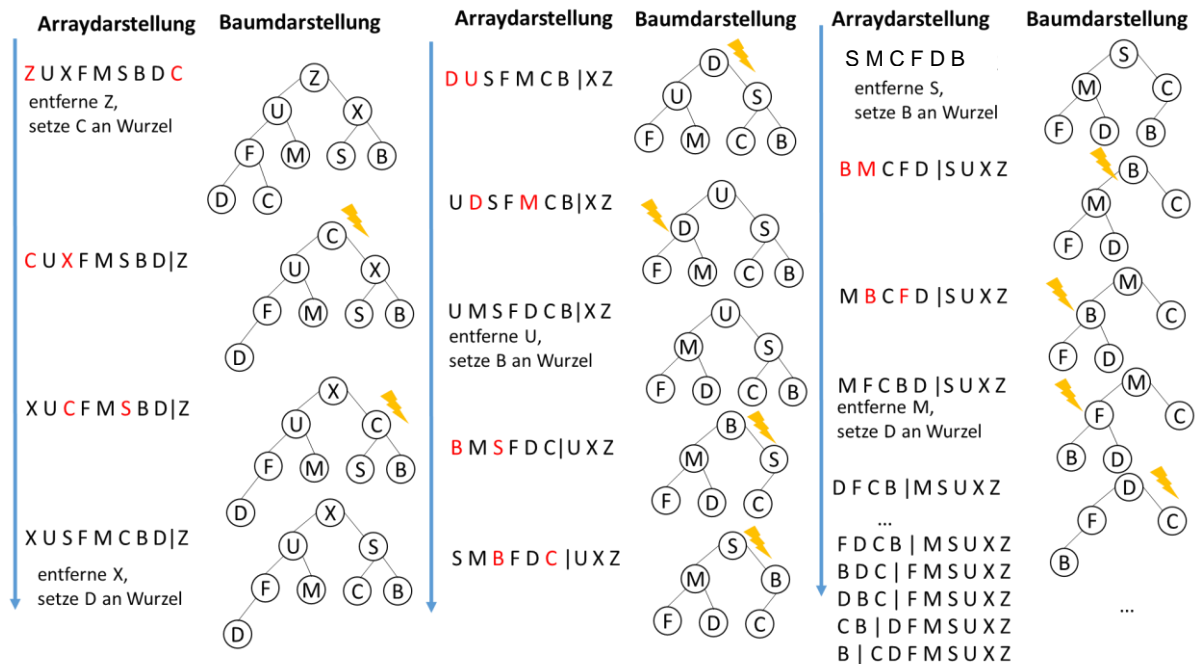 Arraydarstellung
Baumdarstellung
Z U X F M S B D C
entferne Z,
setze C an Wurzel
Z
U
X
F
M
S
B
D
C
C U X F M S B D|Z
C
U
X
F
M
S
B
D
X U C F M S B D|Z
X
U
C
F
M
S
B
D
X U S F M C B D|Z
entferne X,
setze D an Wurzel
X
U
S
F
M
C
B
D
Arraydarstellung
Baumdarstellung
D U S F M C B |X Z
D
U
S
F
M
C
B
U D S F M C B|X Z
U
D
S
F
M
C
B
U M S F D C B|X Z
entferne U,
setze B an Wurzel
U
M
S
F
D
C
B
B M S F D C|U X Z
B
M
S
F
D
C
S M B F D C |U X Z
S
M
B
F
D
C
Arraydarstellung
Baumdarstellung
S M C F D B
entferne S,
setze B an Wurzel
S
M
C
F
D
B
B M C F D |S U X Z
B
M
C
F
D
M B C F D |S U X Z
M
B
C
F
D
M F C B D |S U X Z
entferne M,
setze D an Wurzel
M
F
C
B
D
D F C B |M S U X Z
D
F
C
B
...
F D C B | M S U X Z
B D C | F M S U X Z
D B C | F M S U X Z
C B | D F M S U X Z
B | C D F M S U X Z
...